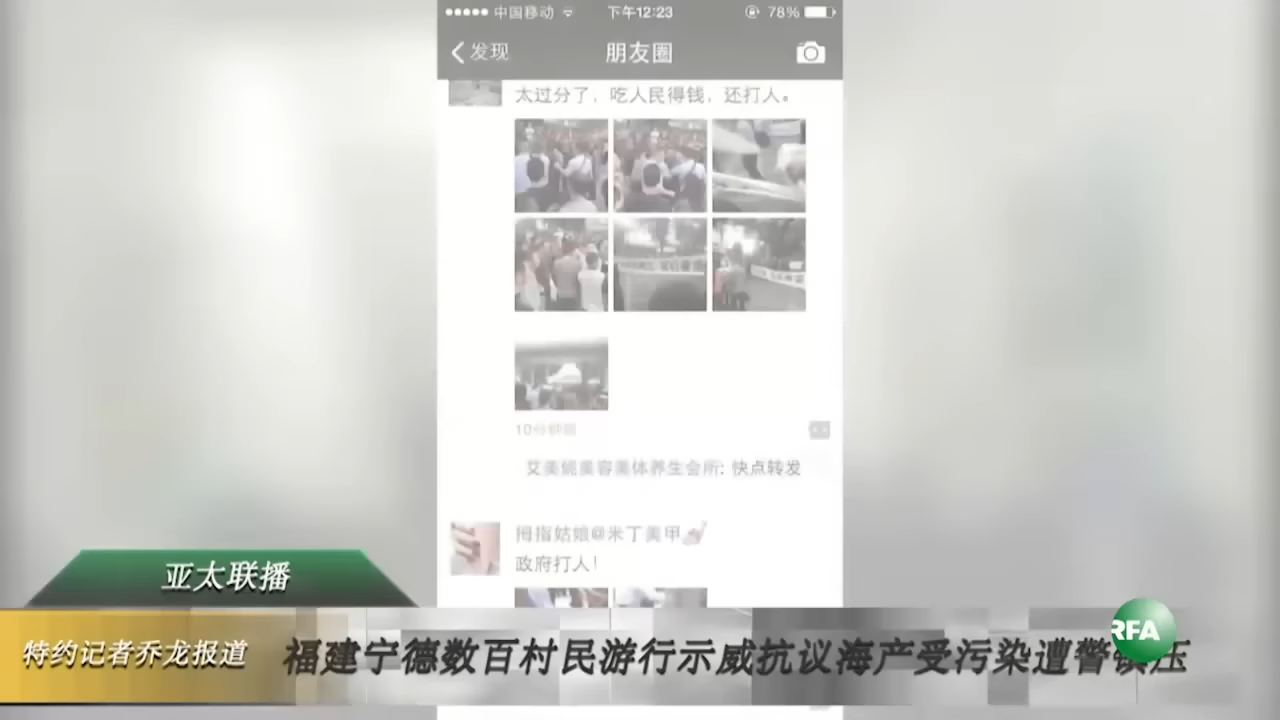 中国移动 下午12:23 78%
发现 朋友圈
太过分了，吃人民得钱，还打人。
10分钟前
艾美妮美容美体养生会所: 快点转发
拇指姑娘@米丁美甲💅
政府打人!
亚太联播
特约记者乔龙报道
福建宁德数百村民游行示威抗议海产受污染遭警镇压
RFA